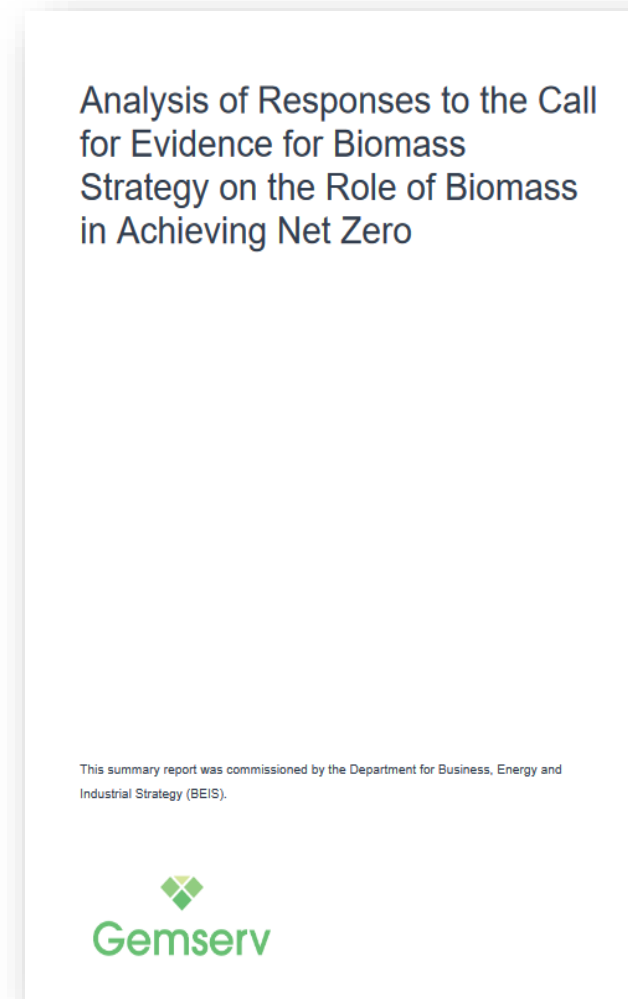 Analysis of Responses to the Call
for Evidence for Biomass
Strategy on the Role of Biomass
in Achieving Net Zero
This summary report was commissioned by the Department for Business, Energy and
Industrial Strategy (BEIS).
Gemserv